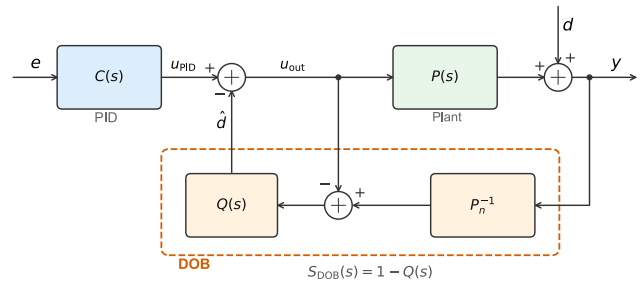 d
e
C(s)
u_PID
+
−
+
u_out
P(s)
+
+
+
y
PID
Plant
d̂
Q(s)
−
+
+
P_n^{-1}
DOB
S_DOB(s) = 1 − Q(s)